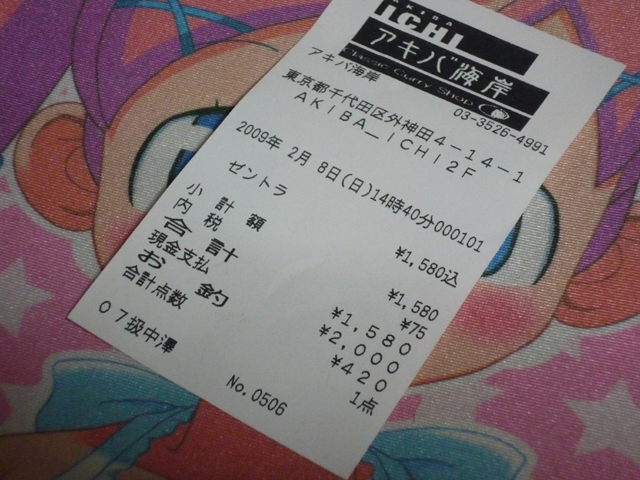 AKIBA
ICHI
アキバ海岸
Classic Curry Shop
アキバ海岸 03-3526-4991
東京都千代田区外神田4-14-1
AKIBA_ICHI2F
2009年 2月 8日(日)14時40分000101
ゼントラ ¥1,580込
小計 ¥1,580
内税額 ¥75
合計 ¥1,580
現金支払 ¥2,000
お釣 ¥420
合計点数 1点
07扱中澤
No.0506